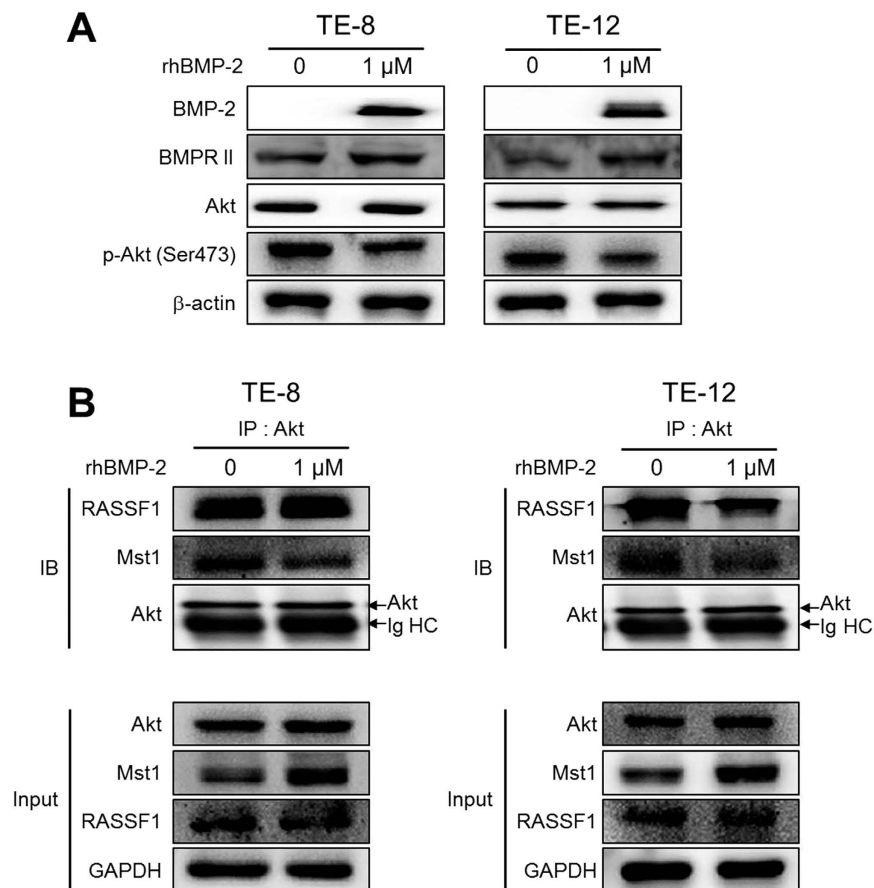 A
TE-8 TE-12
rhBMP-2 0 1 μM 0 1 μM
BMP-2
BMPR II
Akt
p-Akt (Ser473)
β-actin
B
TE-8 TE-12
IP : Akt IP : Akt
rhBMP-2 0 1 μM rhBMP-2 0 1 μM
RASSF1 RASSF1
IB Mst1 IB Mst1
Akt Akt Akt Akt
Ig HC Ig HC
Akt Akt
Mst1 Mst1
Input Input
RASSF1 RASSF1
GAPDH GAPDH